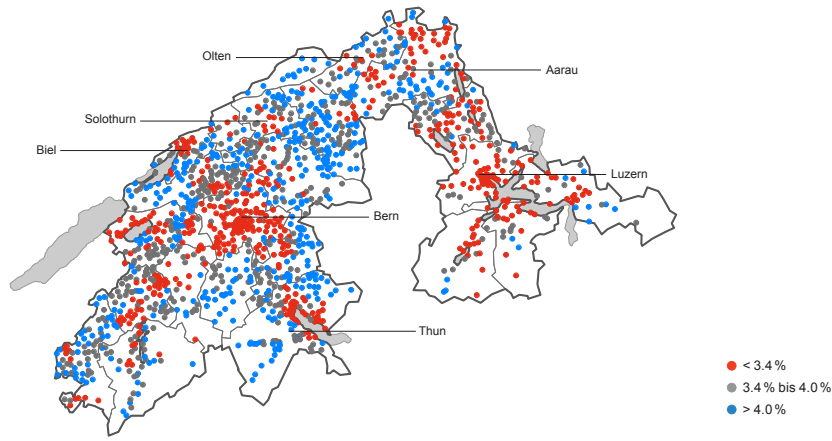 Olten
Aarau
Solothurn
Biel
Luzern
Bern
Thun
< 3.4 %
3.4 % bis 4.0 %
> 4.0 %